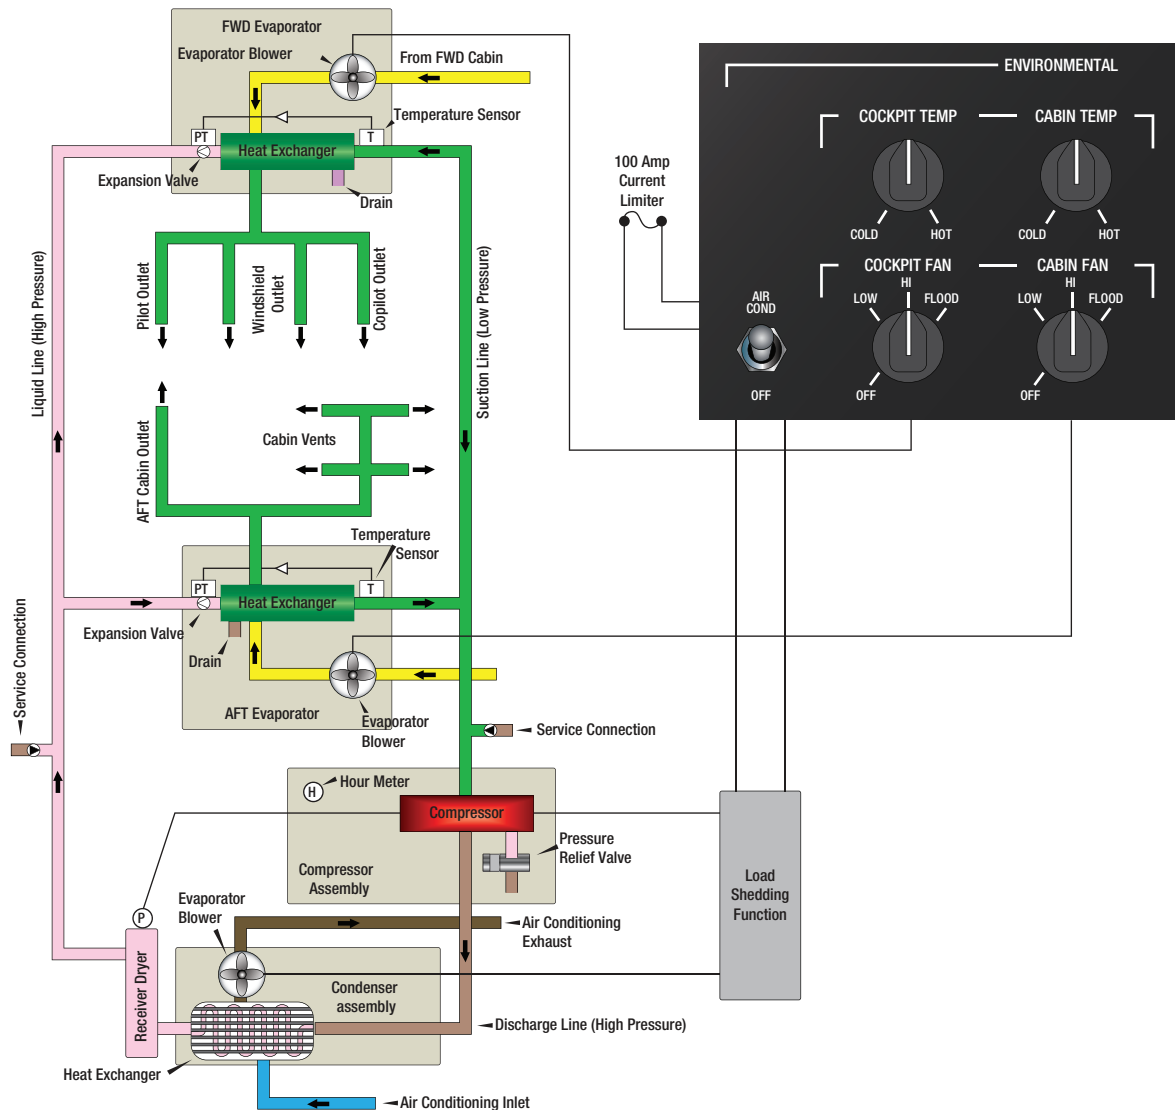 FWD Evaporator
Evaporator Blower
From FWD Cabin
Temperature Sensor
PT
T
Heat Exchanger
Expansion Valve
Drain
Liquid Line (High Pressure)
Pilot Outlet
Windshield
Outlet
Copilot Outlet
Suction Line (Low Pressure)
AFT Cabin Outlet
Cabin Vents
Temperature
Sensor
PT
T
Heat Exchanger
Expansion Valve
Drain
AFT Evaporator
Evaporator
Blower
Service Connection
Service Connection
H
Hour Meter
Compressor
Pressure
Relief Valve
Compressor
Assembly
Evaporator
Blower
P
Air Conditioning
Exhaust
Receiver Dryer
Condenser
assembly
Discharge Line (High Pressure)
Heat Exchanger
Air Conditioning Inlet
100 Amp
Current
Limiter
ENVIRONMENTAL
COCKPIT TEMP
CABIN TEMP
COLD
HOT
COLD
HOT
COCKPIT FAN
CABIN FAN
HI
LOW
FLOOD
OFF
HI
LOW
FLOOD
OFF
AIR
COND
OFF
Load
Shedding
Function